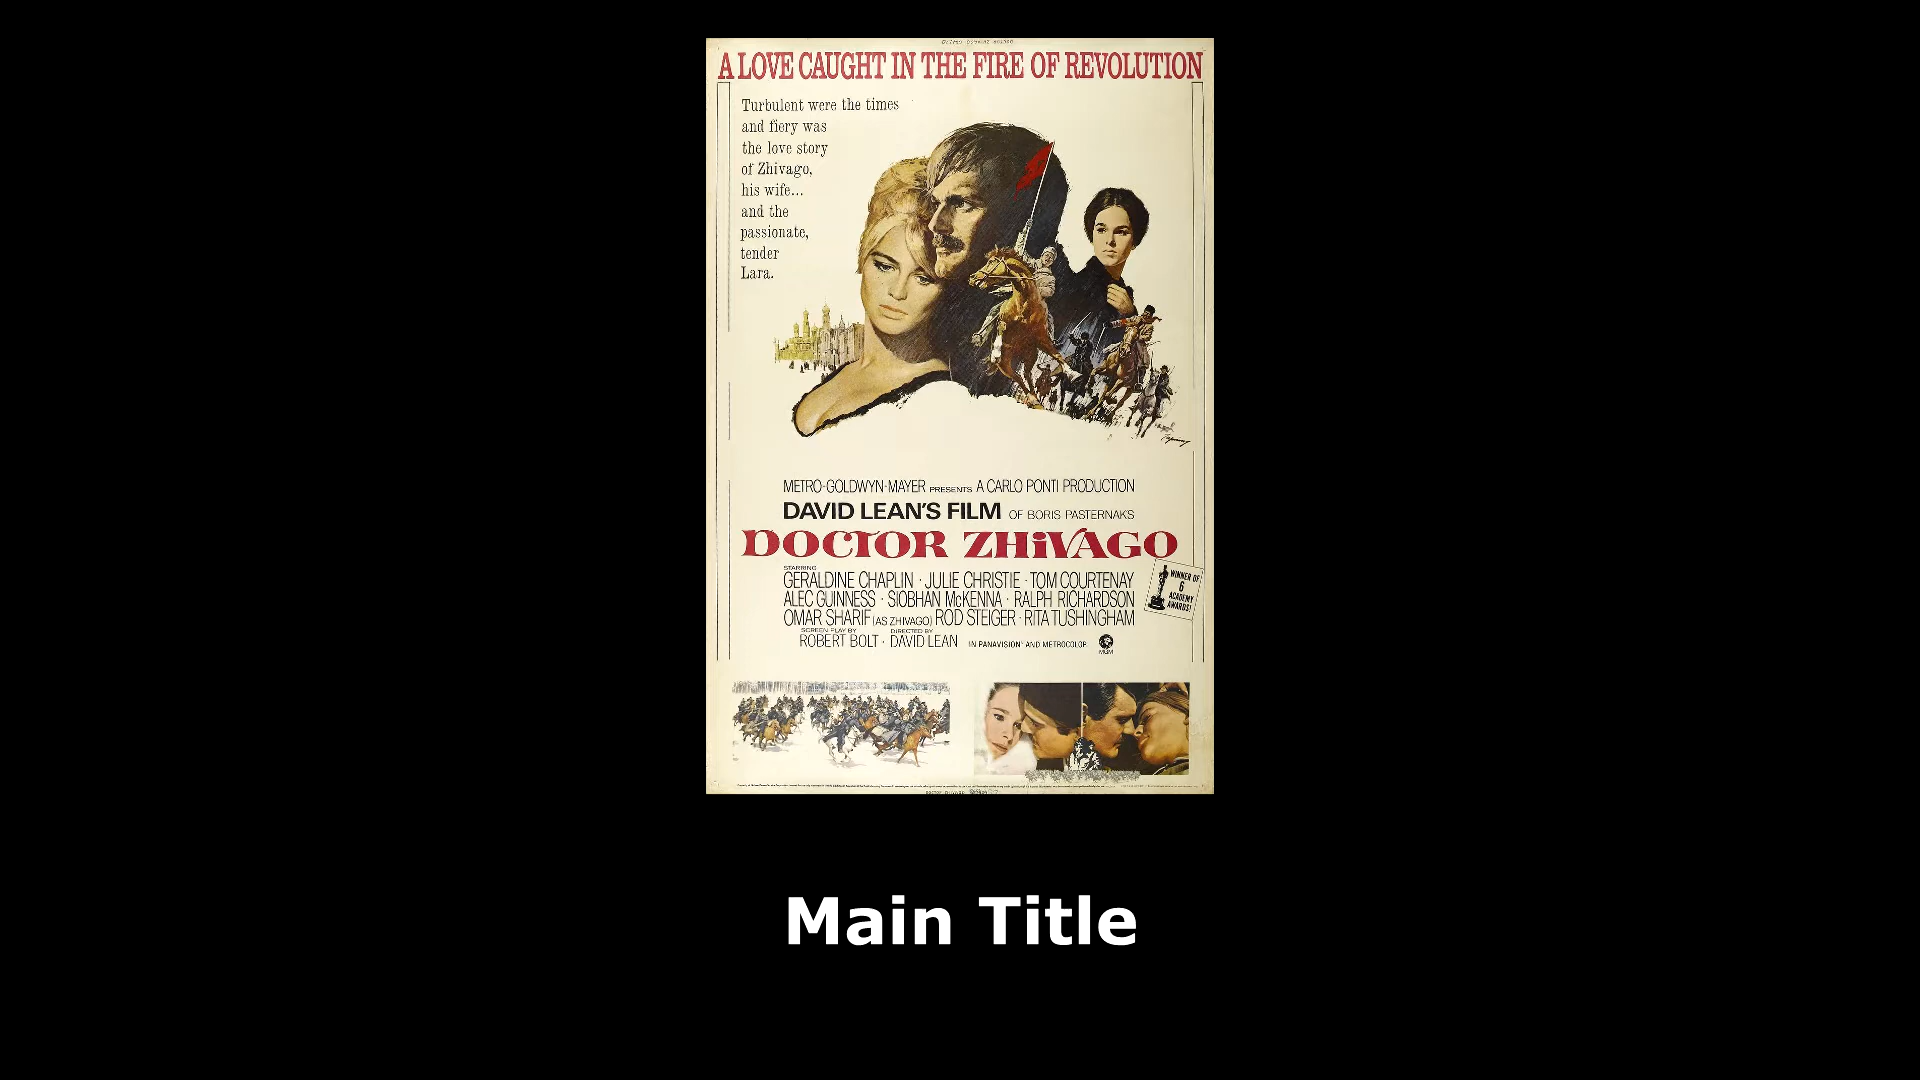 A LOVE CAUGHT IN THE FIRE OF REVOLUTION
Turbulent were the times
and fiery was
the love story
of Zhivago,
his wife...
and the
passionate,
tender
Lara.
METRO-GOLDWYN-MAYER PRESENTS A CARLO PONTI PRODUCTION
DAVID LEAN'S FILM OF BORIS PASTERNAK'S
DOCTOR ZHiVAGO
STARRING
GERALDINE CHAPLIN · JULIE CHRISTIE · TOM COURTENAY
ALEC GUINNESS · SIOBHAN McKENNA · RALPH RICHARDSON
OMAR SHARIF (AS ZHIVAGO) ROD STEIGER · RITA TUSHINGHAM
SCREEN PLAY BY DIRECTED BY
ROBERT BOLT · DAVID LEAN IN PANAVISION® AND METROCOLOR
MGM
WINNER OF
6
ACADEMY
AWARDS!
Main Title